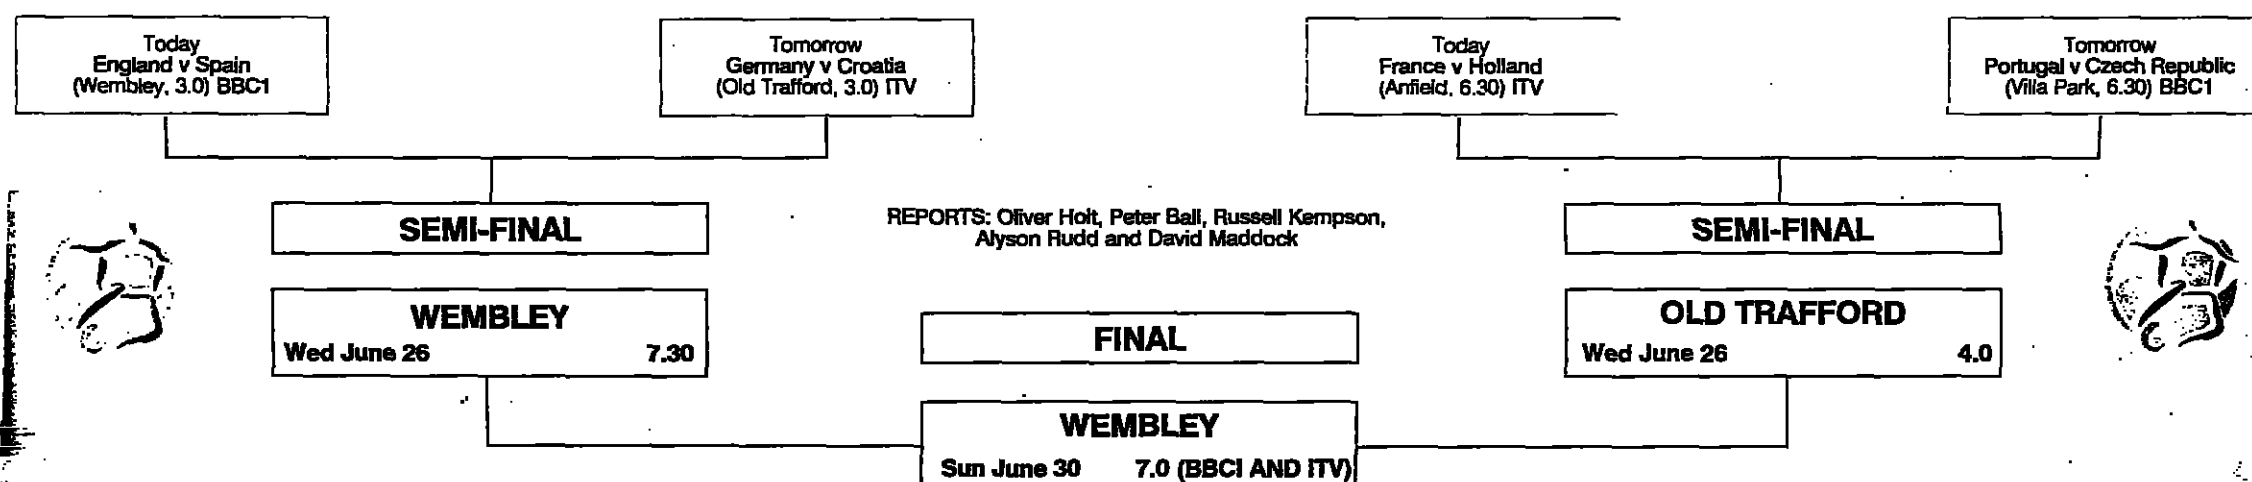 Today
England v Spain
(Wembley, 3.0) BBC1
Tomorrow
Germany v Croatia
(Old Trafford, 3.0) ITV
Today
France v Holland
(Anfield, 6.30) ITV
Tomorrow
Portugal v Czech Republic
(Villa Park, 6.30) BBC1
SEMI-FINAL
WEMBLEY
Wed June 26 7.30
REPORTS: Oliver Holt, Peter Ball, Russell Kempson,
Alyson Rudd and David Maddock
SEMI-FINAL
OLD TRAFFORD
Wed June 26 4.0
FINAL
WEMBLEY
Sun June 30 7.0 (BBCI AND ITV)